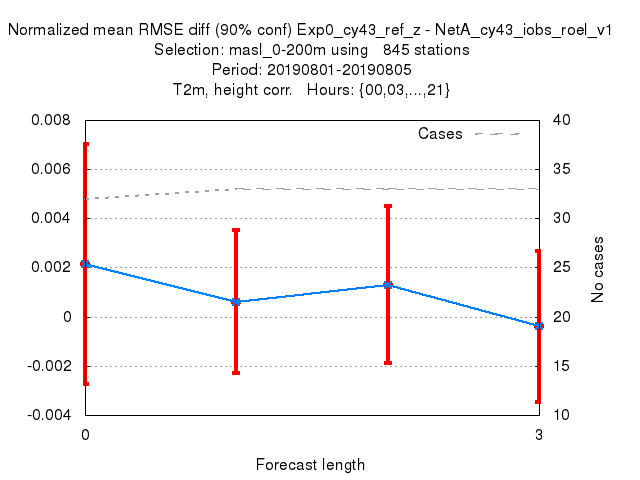 Normalized mean RMSE diff (90% conf) Exp0_cy43_ref_z - NetA_cy43_iobs_roel_v1
Selection: masl_0-200m using   845 stations
Period: 20190801-20190805
T2m, height corr.   Hours: {00,03,...,21}
0.008
0.006
0.004
0.002
0
-0.002
-0.004
40
35
30
25
20
15
10
Cases
No cases
0
3
Forecast length